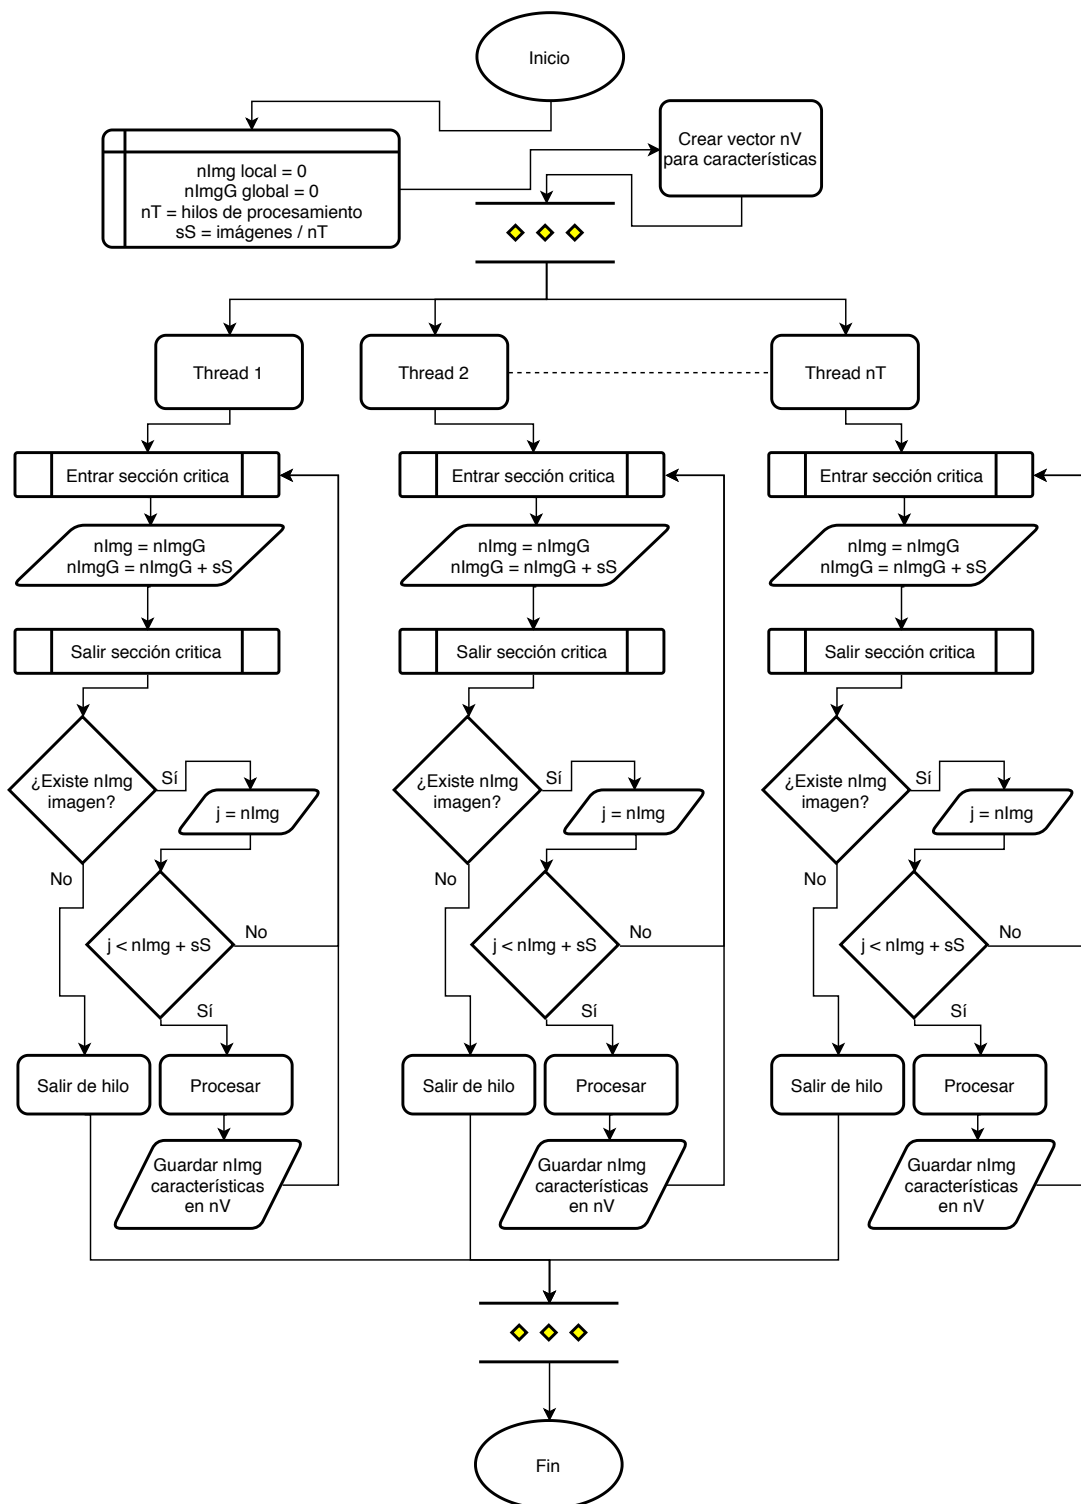 Inicio
nImg local = 0
nImgG global = 0
nT = hilos de procesamiento
sS = imágenes / nT
Crear vector nV
para características
Thread 1
Thread 2
Thread nT
Entrar sección critica
Entrar sección critica
Entrar sección critica
nImg = nImgG
nImgG = nImgG + sS
nImg = nImgG
nImgG = nImgG + sS
nImg = nImgG
nImgG = nImgG + sS
Salir sección critica
Salir sección critica
Salir sección critica
¿Existe nImg
imagen?
Sí
j = nImg
¿Existe nImg
imagen?
Sí
j = nImg
¿Existe nImg
imagen?
Sí
j = nImg
No
j < nImg + sS
No
No
j < nImg + sS
No
No
j < nImg + sS
No
Sí
Sí
Sí
Salir de hilo
Procesar
Salir de hilo
Procesar
Salir de hilo
Procesar
Guardar nImg
características
en nV
Guardar nImg
características
en nV
Guardar nImg
características
en nV
Fin